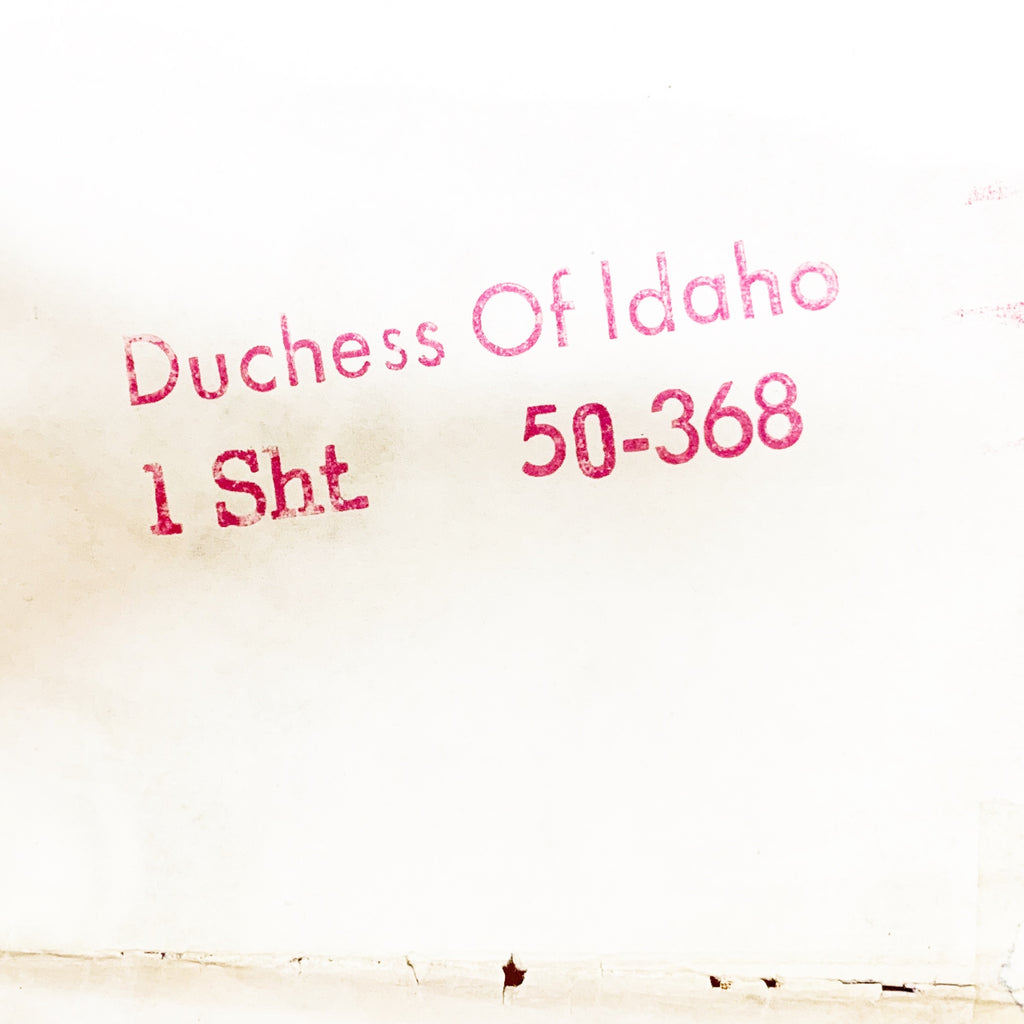 Duchess Of Idaho
1 Sht 50-368